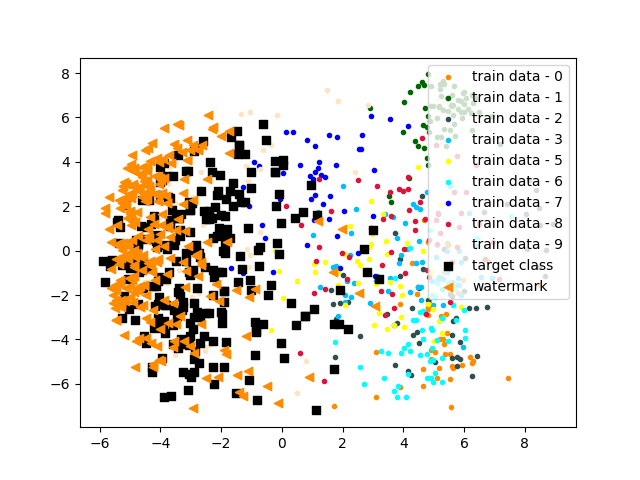 8
6
4
2
0
−2
−4
−6
−6
−4
−2
0
2
4
6
8
train data - 0
train data - 1
train data - 2
train data - 3
train data - 5
train data - 6
train data - 7
train data - 8
train data - 9
target class
watermark